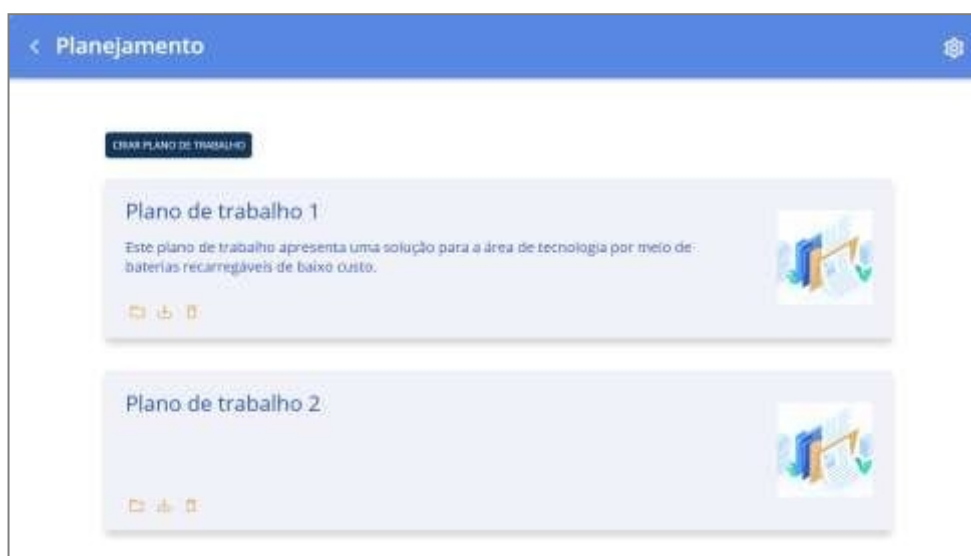 Planejamento
CRIAR PLANO DE TRABALHO
Plano de trabalho 1
Este plano de trabalho apresenta uma solução para a área de tecnologia por meio de
baterias recarregáveis de baixo custo.
Plano de trabalho 2